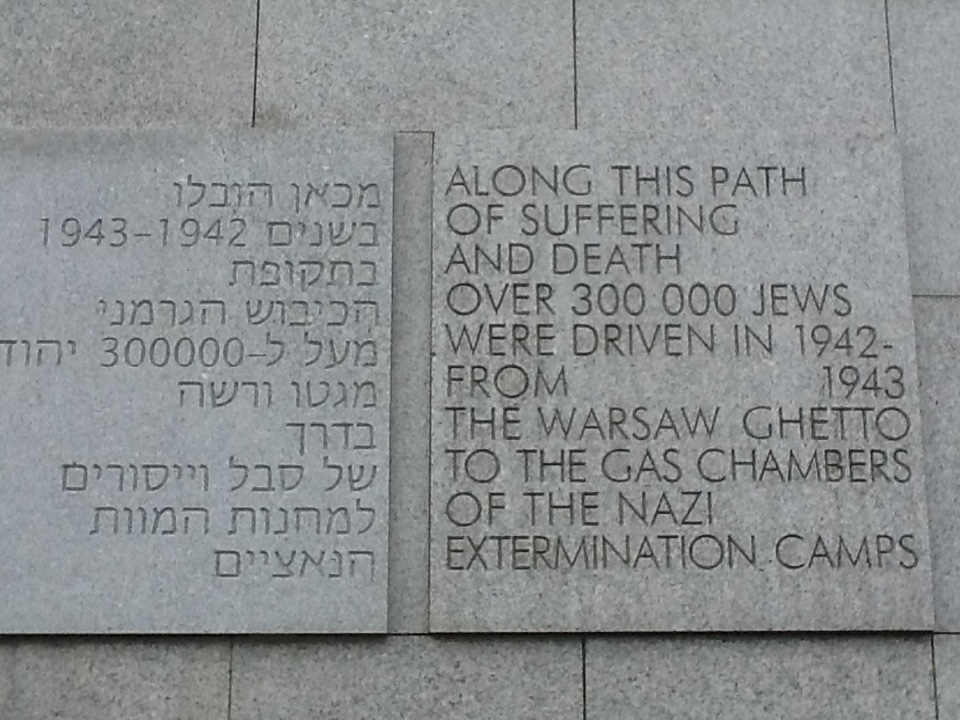 מכאן הובלו
בשנים 1942-1943
בתקופת
הכיבוש הגרמני
מעל ל-300000
מגטו ורשה
בדרך
של סבל וייסורים
למחנות המוות
הנאציים
ALONG THIS PATH
OF SUFFERING
AND DEATH
OVER 300 000 JEWS
WERE DRIVEN IN 1942-
FROM 1943
THE WARSAW GHETTO
TO THE GAS CHAMBERS
OF THE NAZI
EXTERMINATION CAMPS